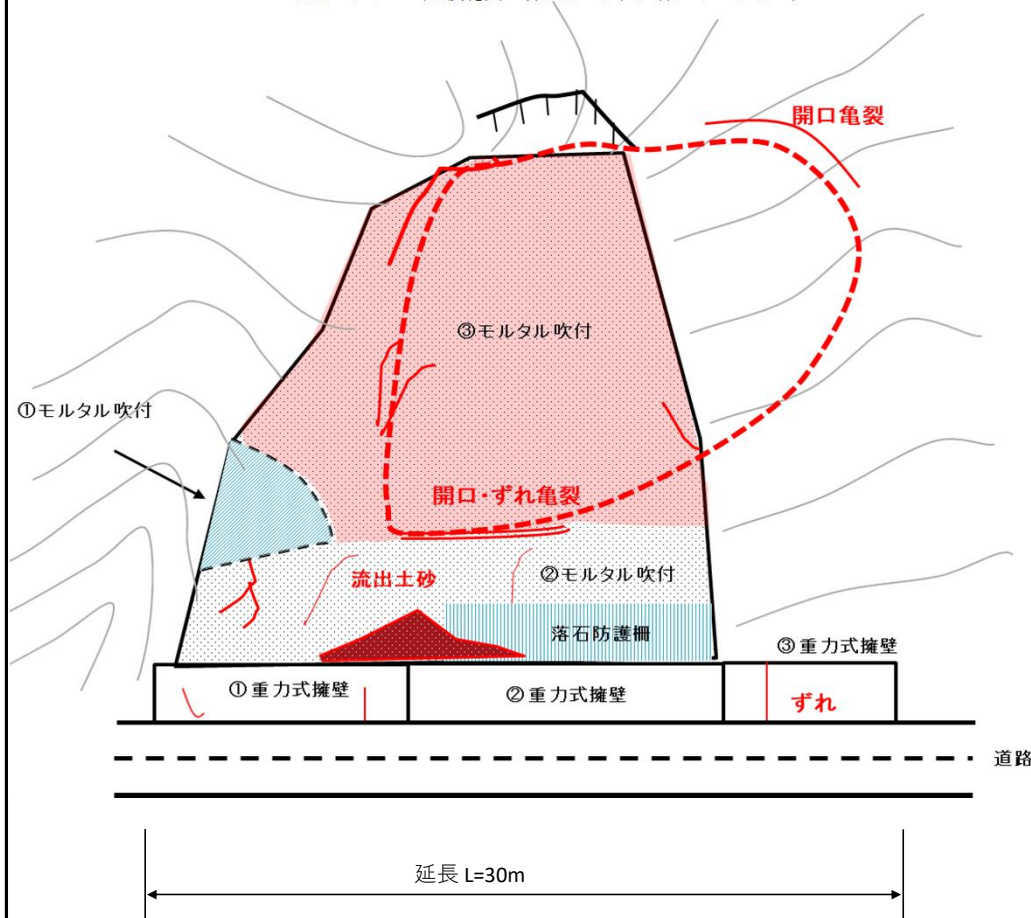 開口亀裂
③モルタル吹付
①モルタル吹付
開口・ずれ亀裂
流出土砂
②モルタル吹付
落石防護柵
③重力式擁壁
①重力式擁壁
②重力式擁壁
ずれ
道路
延長 L=30m